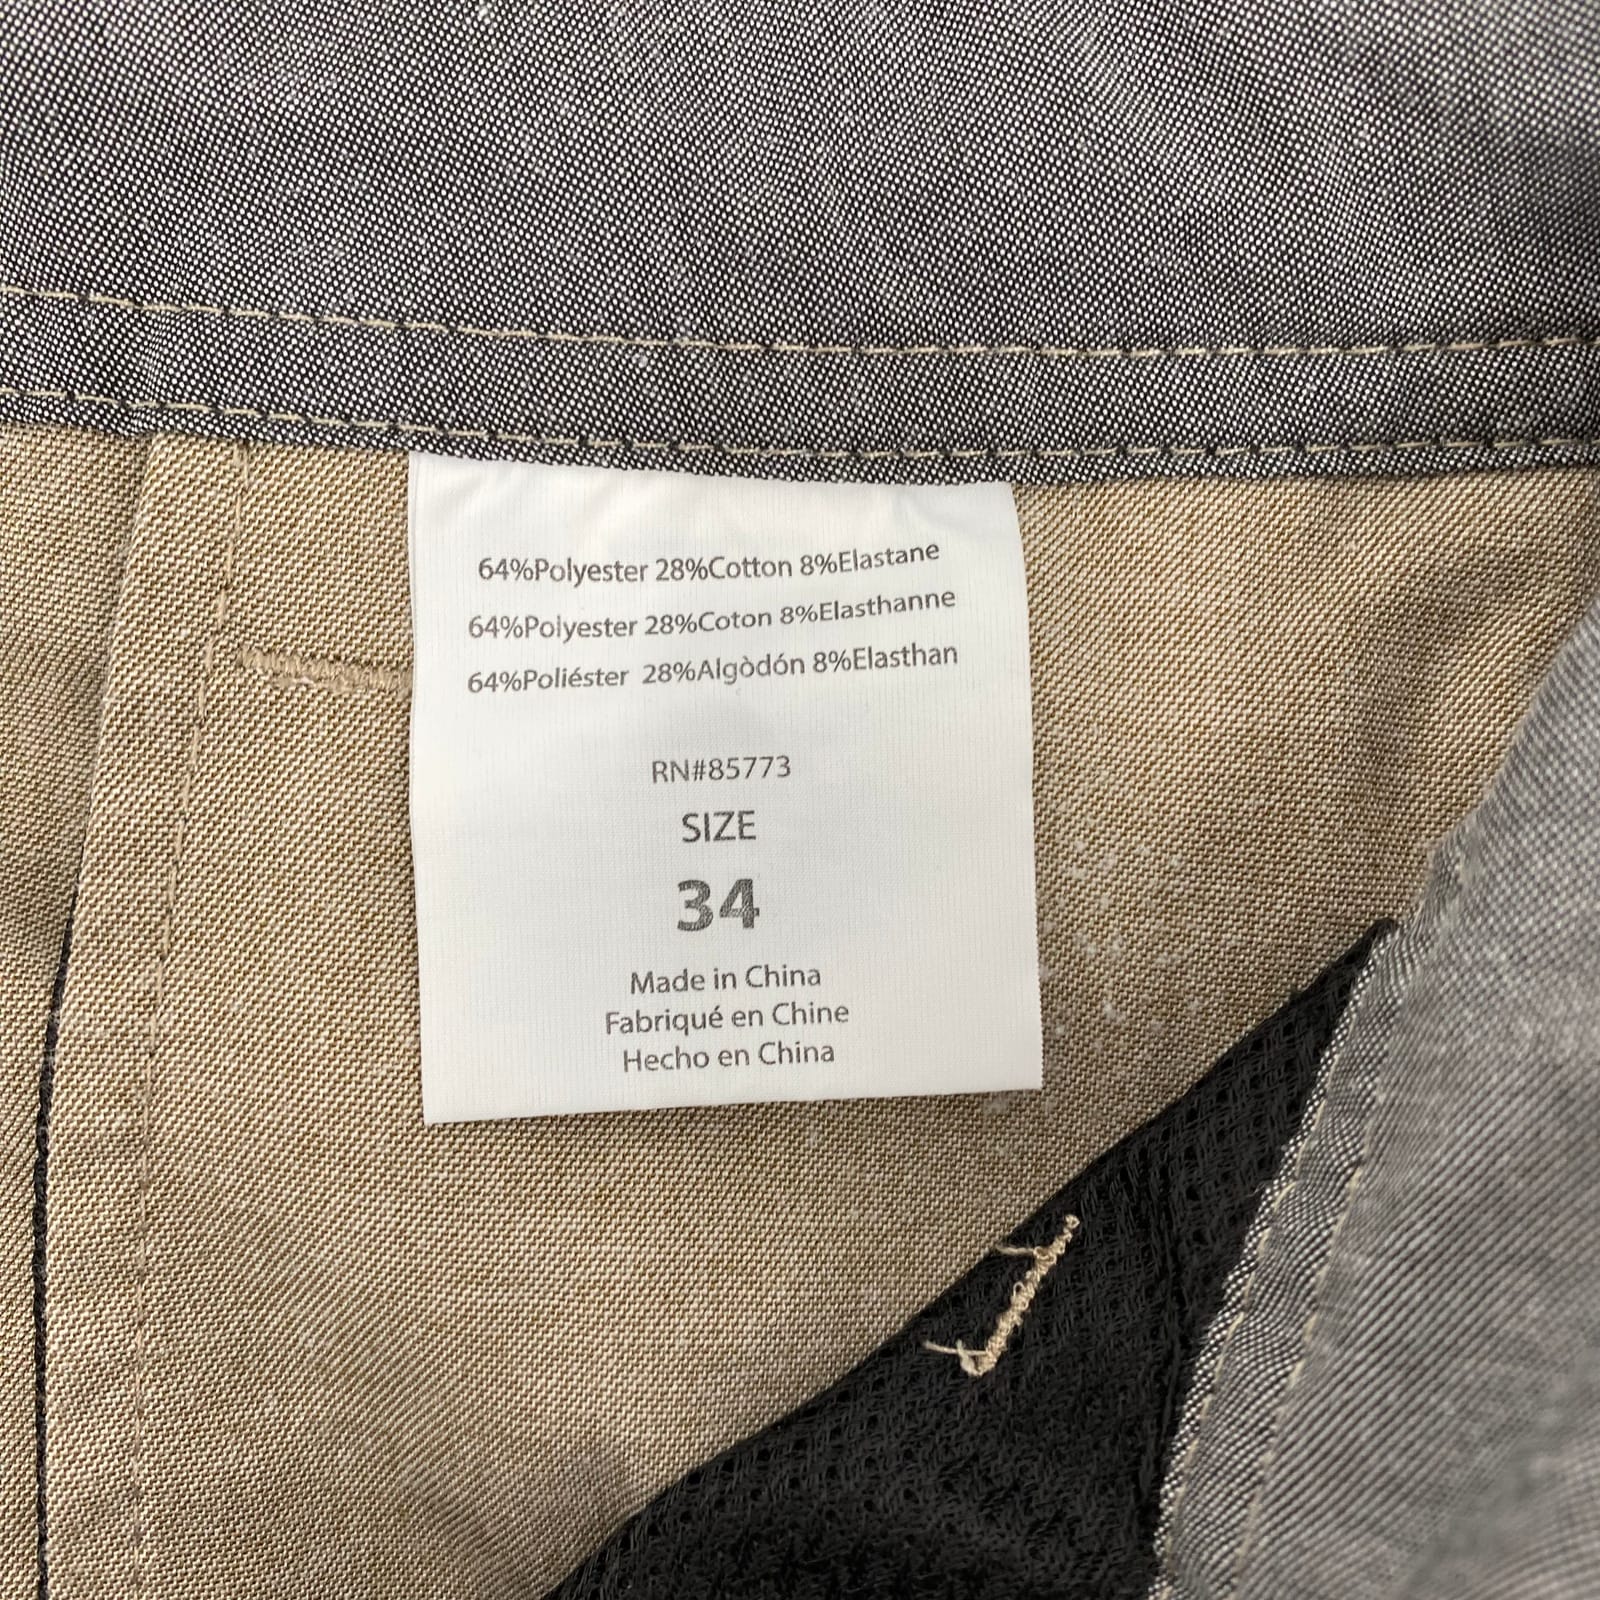 64%Polyester 28%Cotton 8%Elastane
64%Polyester 28%Coton 8%Elasthanne
64%Poliéster 28%Algòdón 8%Elasthan
RN#85773
SIZE
34
Made in China
Fabriqué en Chine
Hecho en China